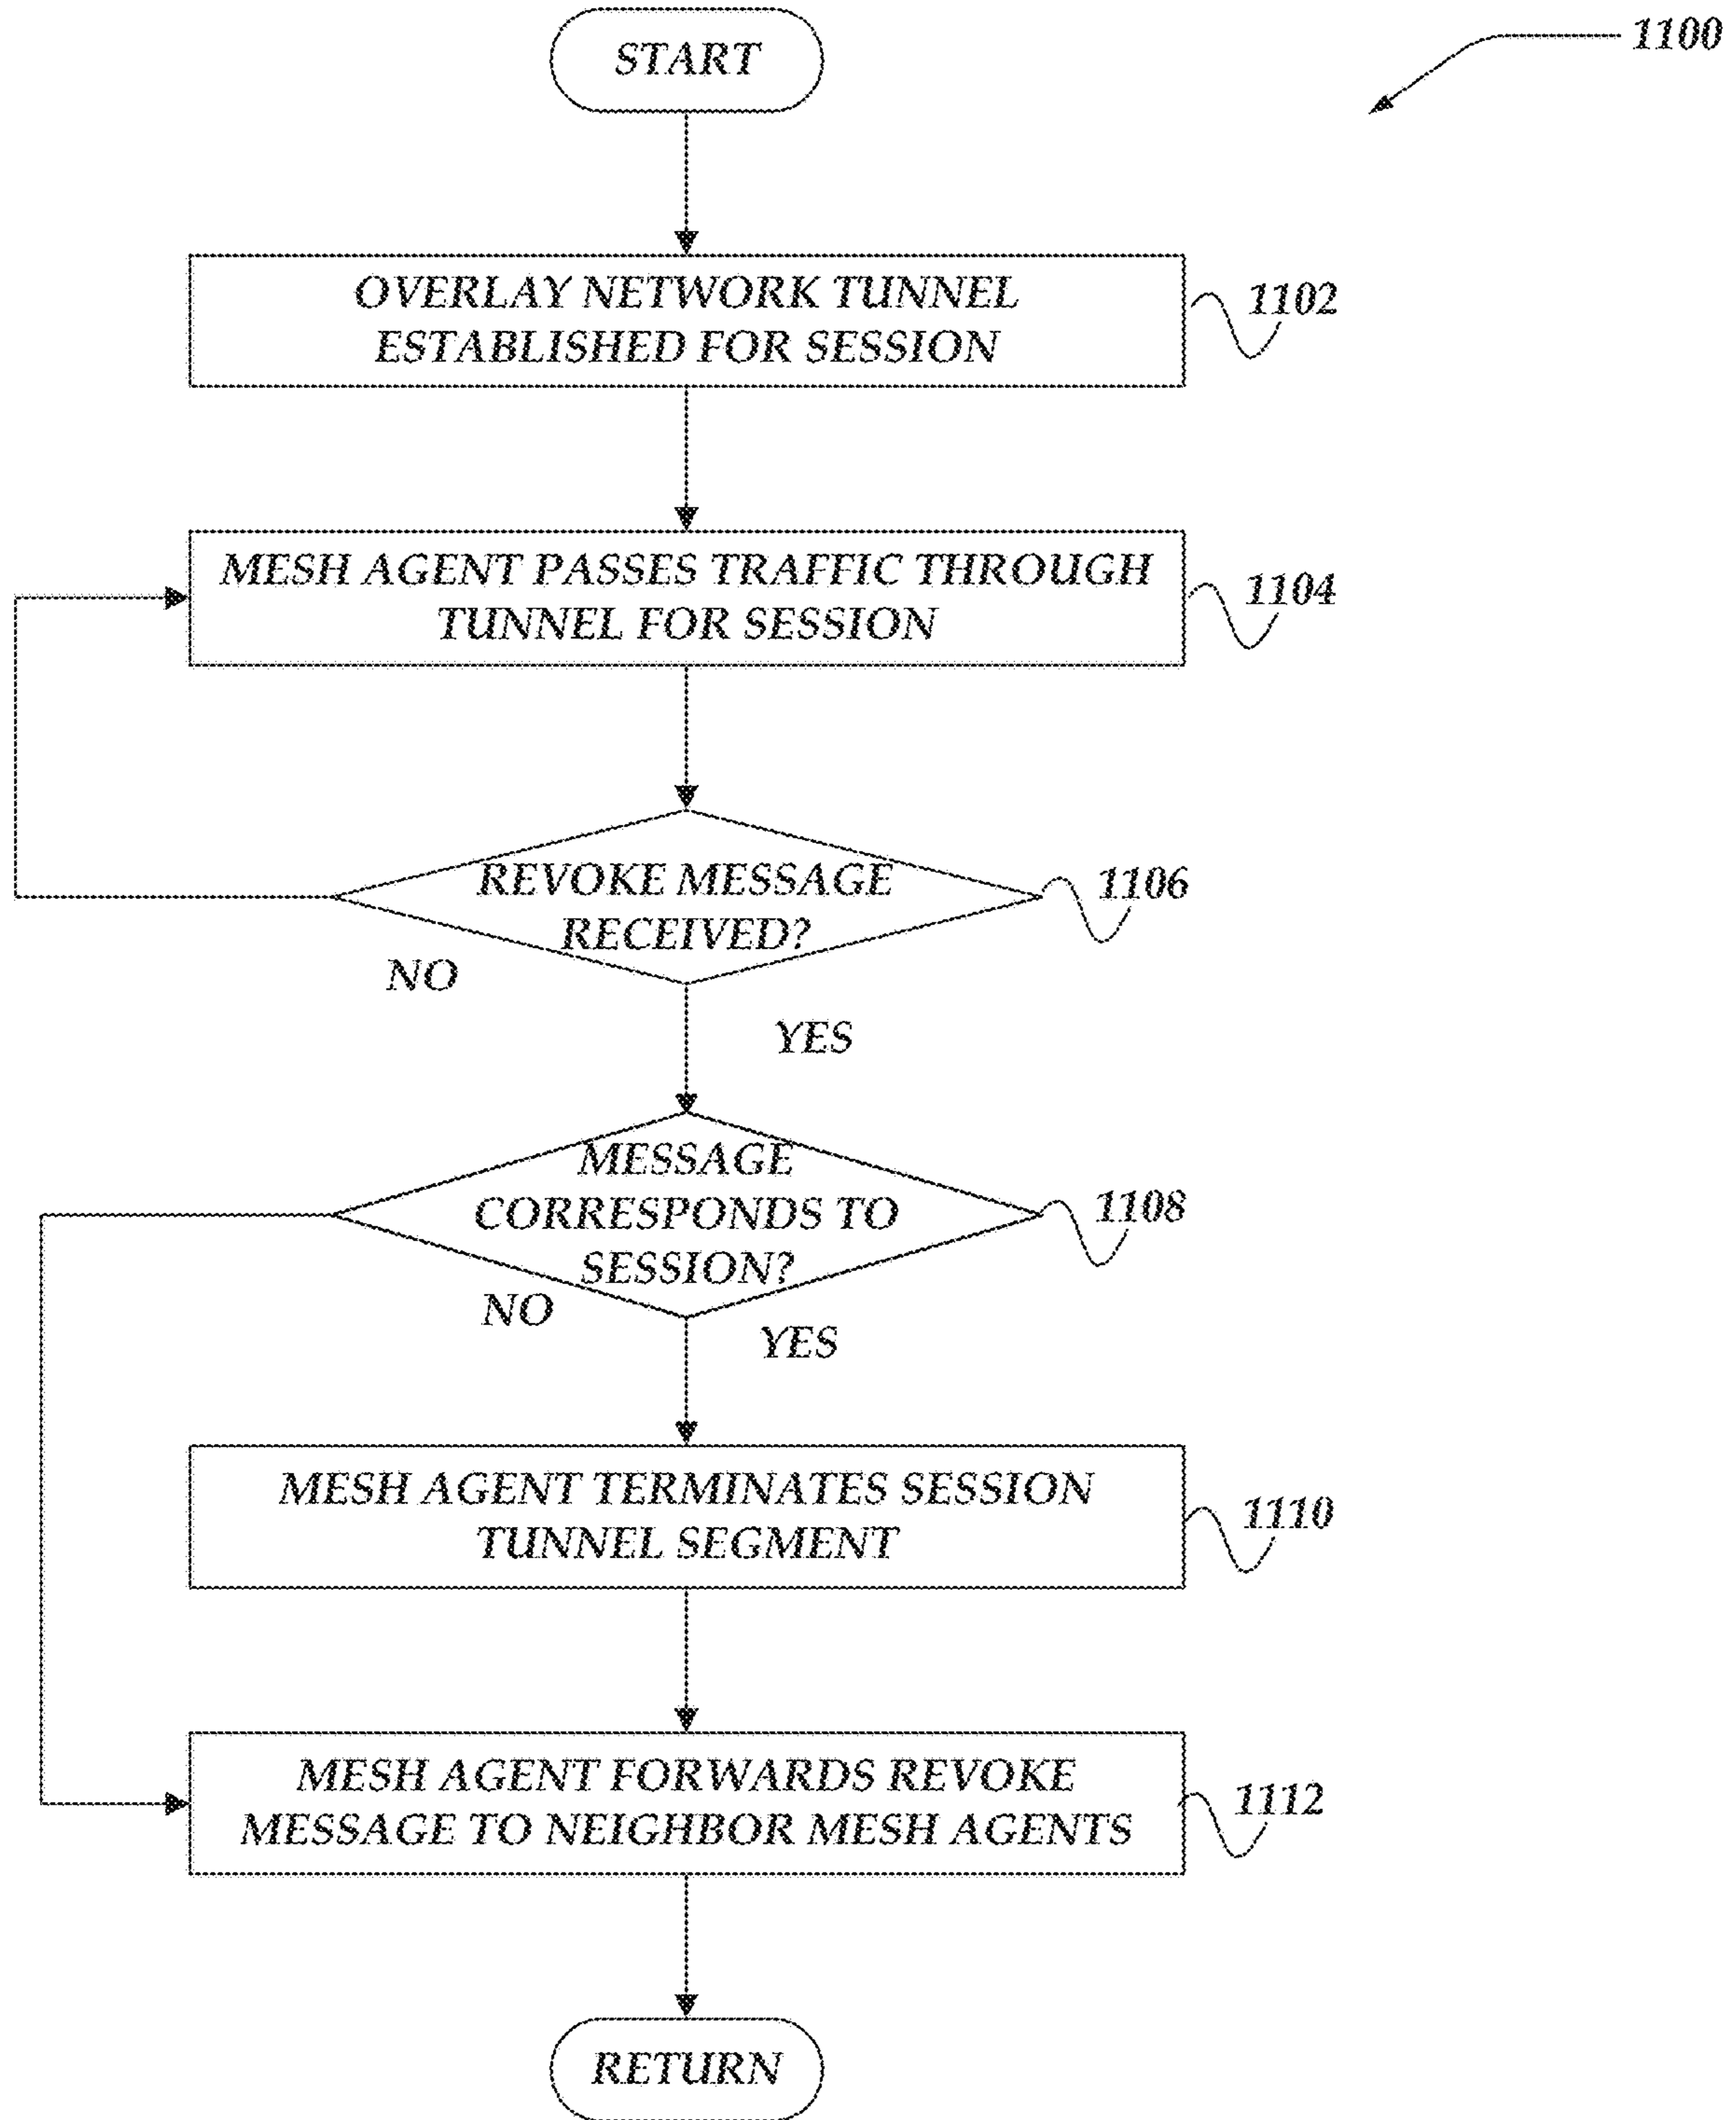 START
1100
OVERLAY NETWORK TUNNEL
ESTABLISHED FOR SESSION
1102
MESH AGENT PASSES TRAFFIC THROUGH
TUNNEL FOR SESSION
1104
REVOKE MESSAGE
RECEIVED?
1106
NO
YES
MESSAGE
CORRESPONDS TO
SESSION?
1108
NO
YES
MESH AGENT TERMINATES SESSION
TUNNEL SEGMENT
1110
MESH AGENT FORWARDS REVOKE
MESSAGE TO NEIGHBOR MESH AGENTS
1112
RETURN